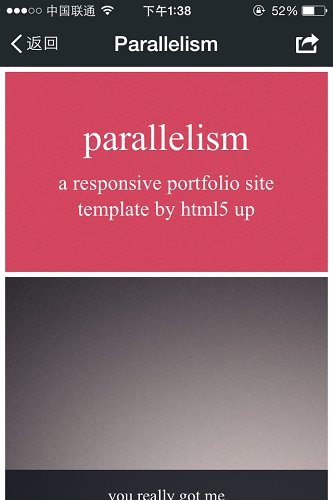 中国联通 下午1:38 52%
返回 Parallelism
parallelism
a responsive portfolio site
template by html5 up
you really got me